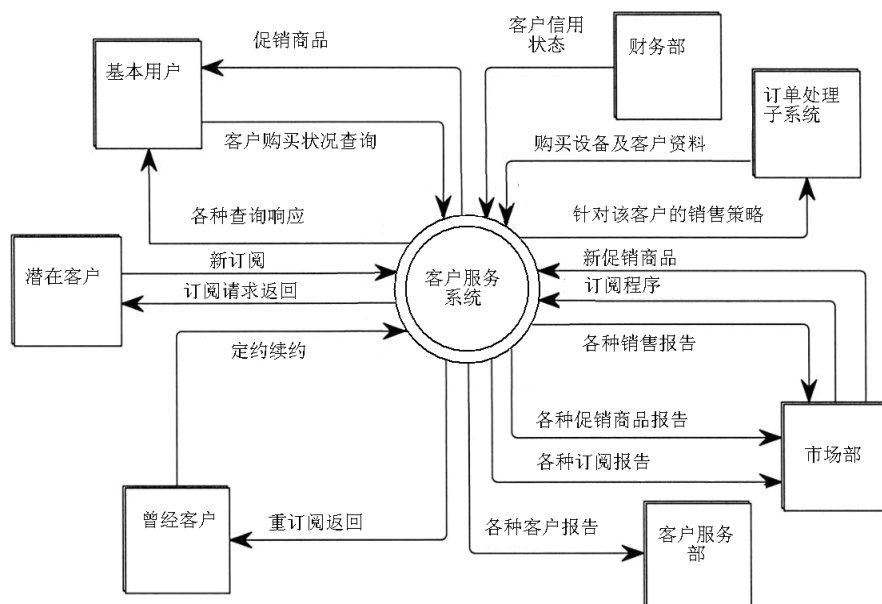 促销商品
客户信用
状态
财务部
基本用户
订单处理
子系统
客户购买状况查询
购买设备及客户资料
各种查询响应
针对该客户的销售策略
潜在客户
新订阅
订阅请求返回
客户服务
系统
新促销商品
订阅程序
定约续约
各种销售报告
各种促销商品报告
各种订阅报告
市场部
曾经客户
重订阅返回
各种客户报告
客户服务
部